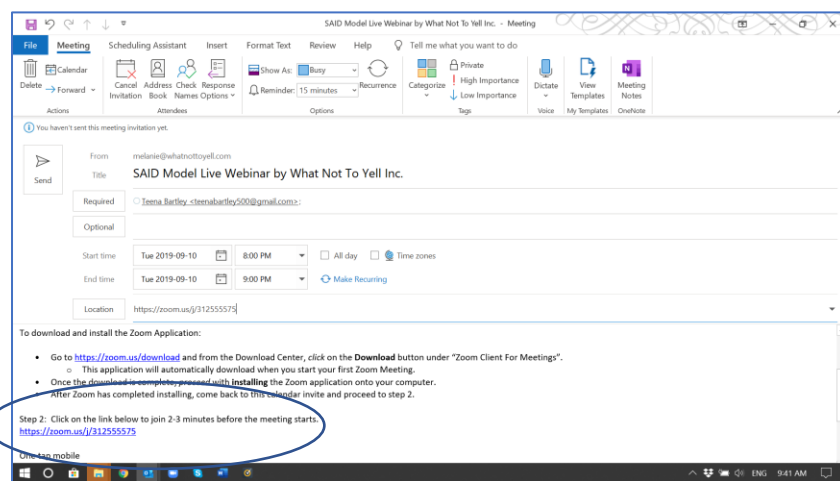 SAID Model Live Webinar by What Not To Yell Inc. - Meeting
File Meeting Scheduling Assistant Insert Format Text Review Help Tell me what you want to do
Delete
Calendar
Forward
Actions
Cancel Invitation
Address Book
Check Names
Response Options
Attendees
Show As: Busy
Reminder: 15 minutes
Recurrence
Options
Categorize
Private
High Importance
Low Importance
Tags
Dictate
Voice
View Templates
My Templates
Meeting Notes
OneNote
You haven't sent this meeting invitation yet.
Send
From melanie@whatnottoyell.com
Title SAID Model Live Webinar by What Not To Yell Inc.
Required Teena Bartley <teenabartley500@gmail.com>;
Optional
Start time Tue 2019-09-10 8:00 PM All day Time zones
End time Tue 2019-09-10 9:00 PM Make Recurring
Location https://zoom.us/j/312555575
To download and install the Zoom Application:
• Go to https://zoom.us/download and from the Download Center, click on the Download button under "Zoom Client For Meetings".
o This application will automatically download when you start your first Zoom Meeting.
• Once the download is complete, proceed with installing the Zoom application onto your computer.
• After Zoom has completed installing, come back to this calendar invite and proceed to step 2.
Step 2: Click on the link below to join 2-3 minutes before the meeting starts.
https://zoom.us/j/312555575
One tap mobile
ENG 9:41 AM